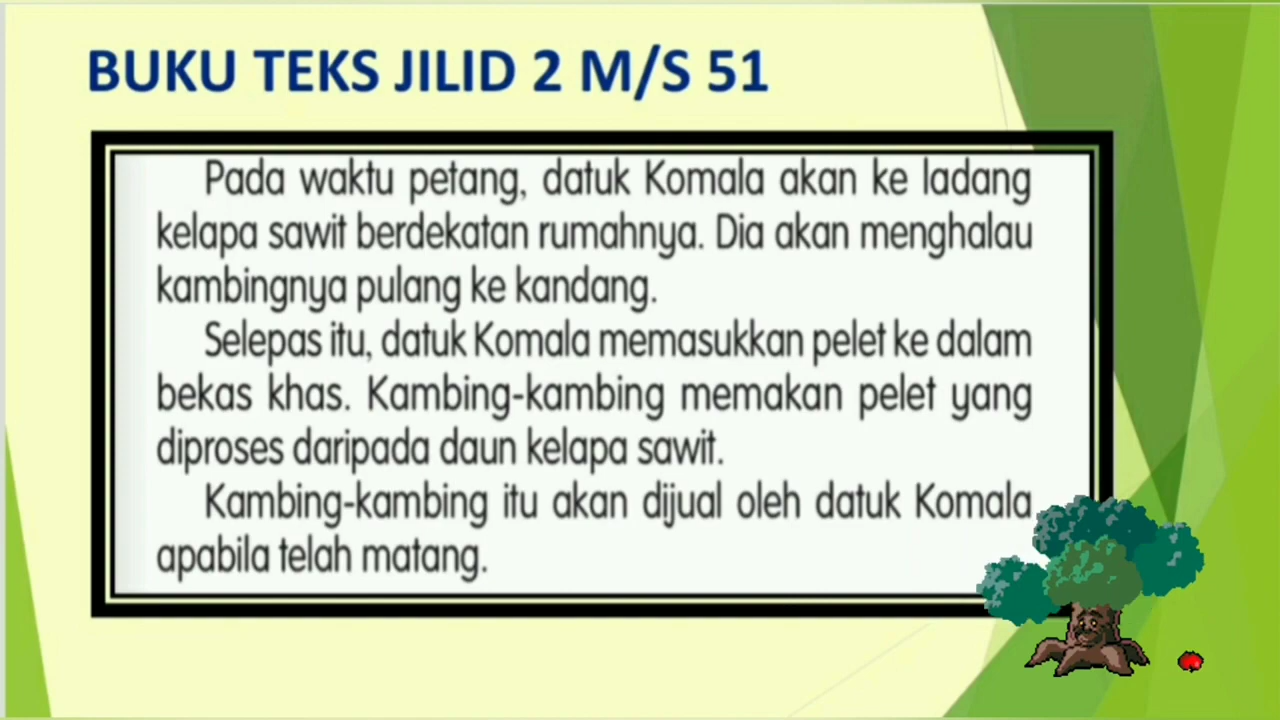 BUKU TEKS JILID 2 M/S 51
Pada waktu petang, datuk Komala akan ke ladang
kelapa sawit berdekatan rumahnya. Dia akan menghalau
kambingnya pulang ke kandang.
Selepas itu, datuk Komala memasukkan pelet ke dalam
bekas khas. Kambing-kambing memakan pelet yang
diproses daripada daun kelapa sawit.
Kambing-kambing itu akan dijual oleh datuk Komala
apabila telah matang.